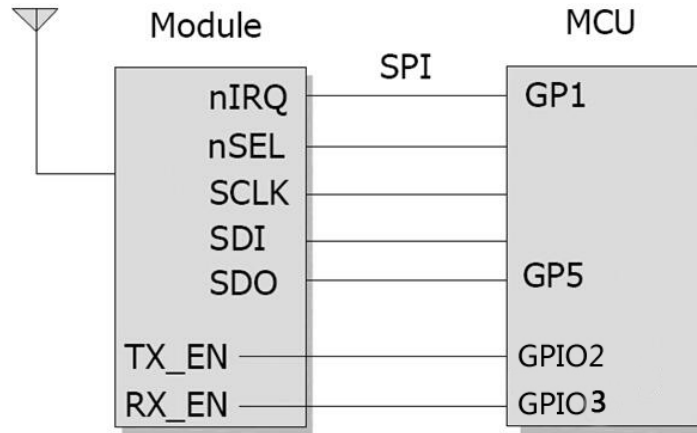 Module
MCU
SPI
nIRQ
GP1
nSEL
SCLK
SDI
SDO
GP5
TX_EN
GPIO2
RX_EN
GPIO3